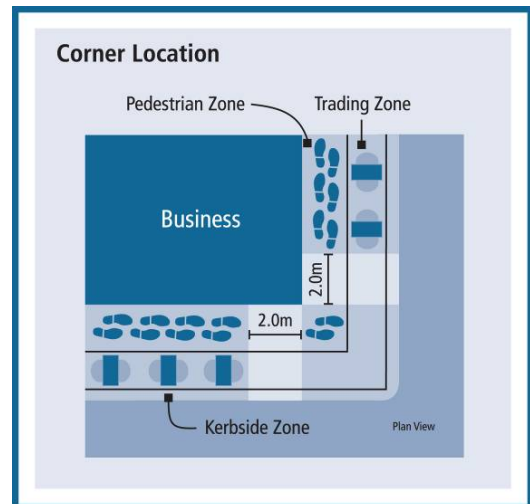 Corner Location
Pedestrian Zone
Trading Zone
Business
2.0m
2.0m
Kerbside Zone
Plan View